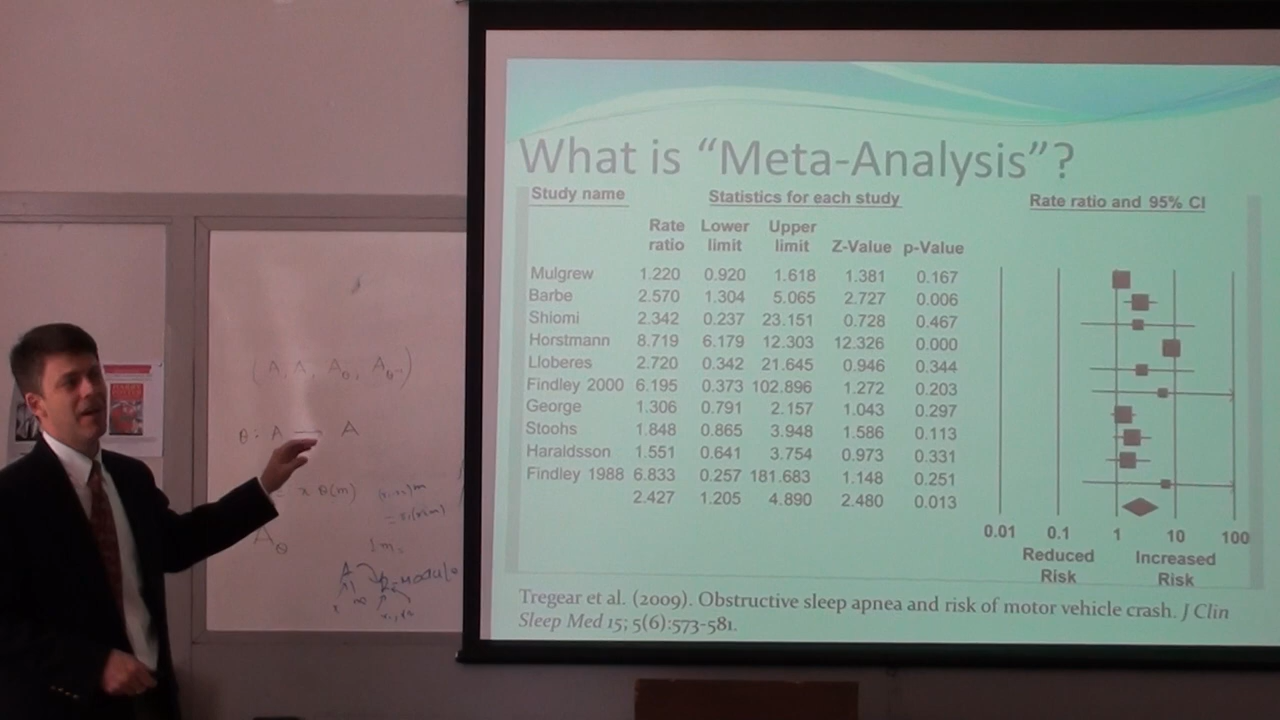 What is “Meta-Analysis”?
Study name Statistics for each study Rate ratio and 95% CI
Rate Lower Upper
ratio limit limit Z-Value p-Value
Mulgrew 1.220 0.920 1.618 1.381 0.167
Barbe 2.570 1.304 5.065 2.727 0.006
Shiomi 2.342 0.237 23.151 0.728 0.467
Horstmann 8.719 6.179 12.303 12.326 0.000
Lloberes 2.720 0.342 21.645 0.946 0.344
Findley 2000 6.195 0.373 102.896 1.272 0.203
George 1.306 0.791 2.157 1.043 0.297
Stoohs 1.848 0.865 3.948 1.586 0.113
Haraldsson 1.551 0.641 3.754 0.973 0.331
Findley 1988 6.833 0.257 181.683 1.148 0.251
2.427 1.205 4.890 2.480 0.013
0.01 0.1 1 10 100
Reduced Increased
Risk Risk
Tregear et al. (2009). Obstructive sleep apnea and risk of motor vehicle crash. J Clin
Sleep Med 15; 5(6):573-581.
θ: A — A
θ(m)
A_θ